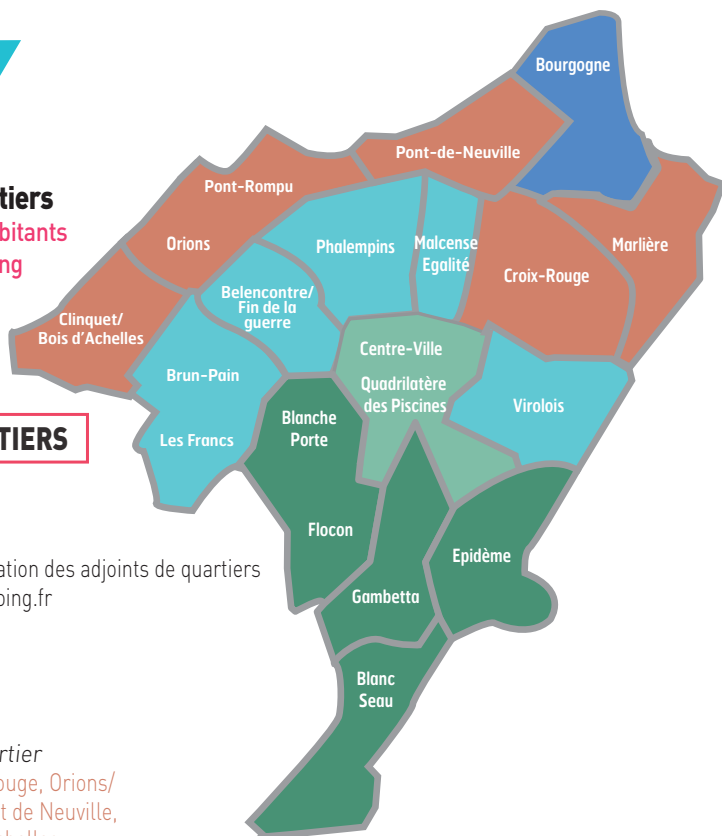 Bourgogne
Pont-de-Neuville
Pont-Rompu
Orions
Phalempins
Malcense
Egalité
Marlière
Croix-Rouge
Belencontre/
Fin de la
guerre
Clinquet/
Bois d'Achelles
Brun-Pain
Les Francs
Centre-Ville
Quadrilatère
des Piscines
Virolois
Blanche
Porte
Flocon
Epidème
Gambetta
Blanc
Seau
tiers
bitants
ng
TIERS
ation des adjoints de quartiers
oing.fr
rtier
ouge, Orions/
t de Neuville,